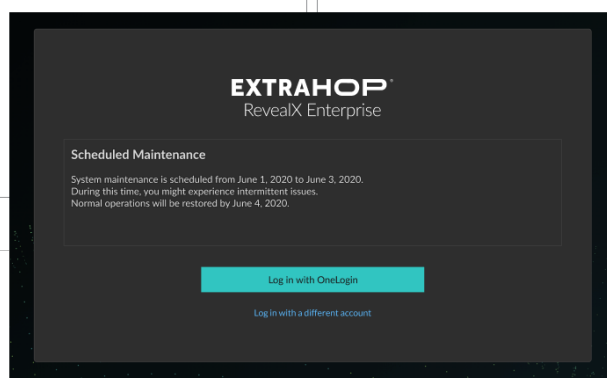 EXTRAHOP
RevealX Enterprise
Scheduled Maintenance
System maintenance is scheduled from June 1, 2020 to June 3, 2020.
During this time, you might experience intermittent issues.
Normal operations will be restored by June 4, 2020.
Log in with OneLogin
Log in with a different account